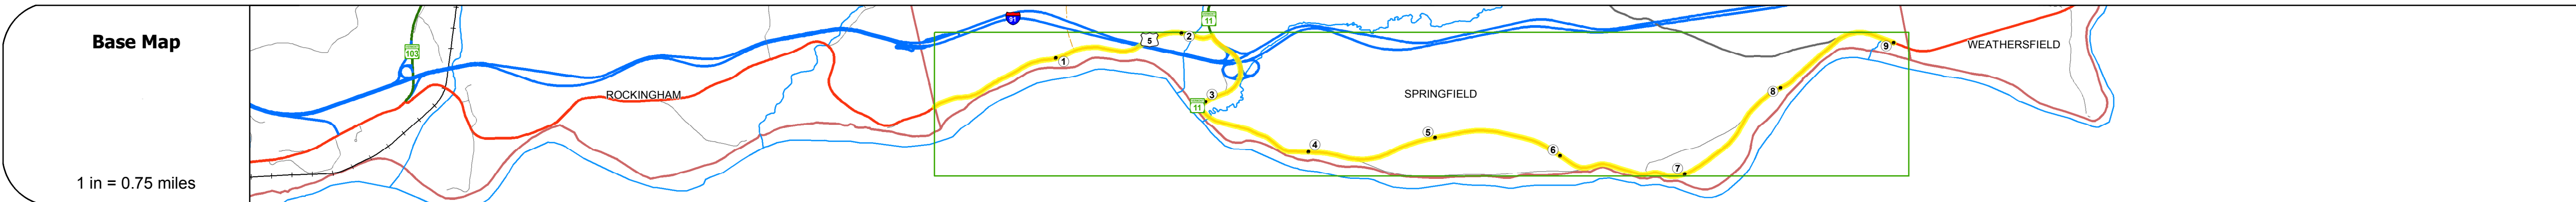 Base Map
1 in = 0.75 miles
103
ROCKINGHAM
91
5
11
11
1
2
3
4
5
6
7
8
9
SPRINGFIELD
WEATHERSFIELD